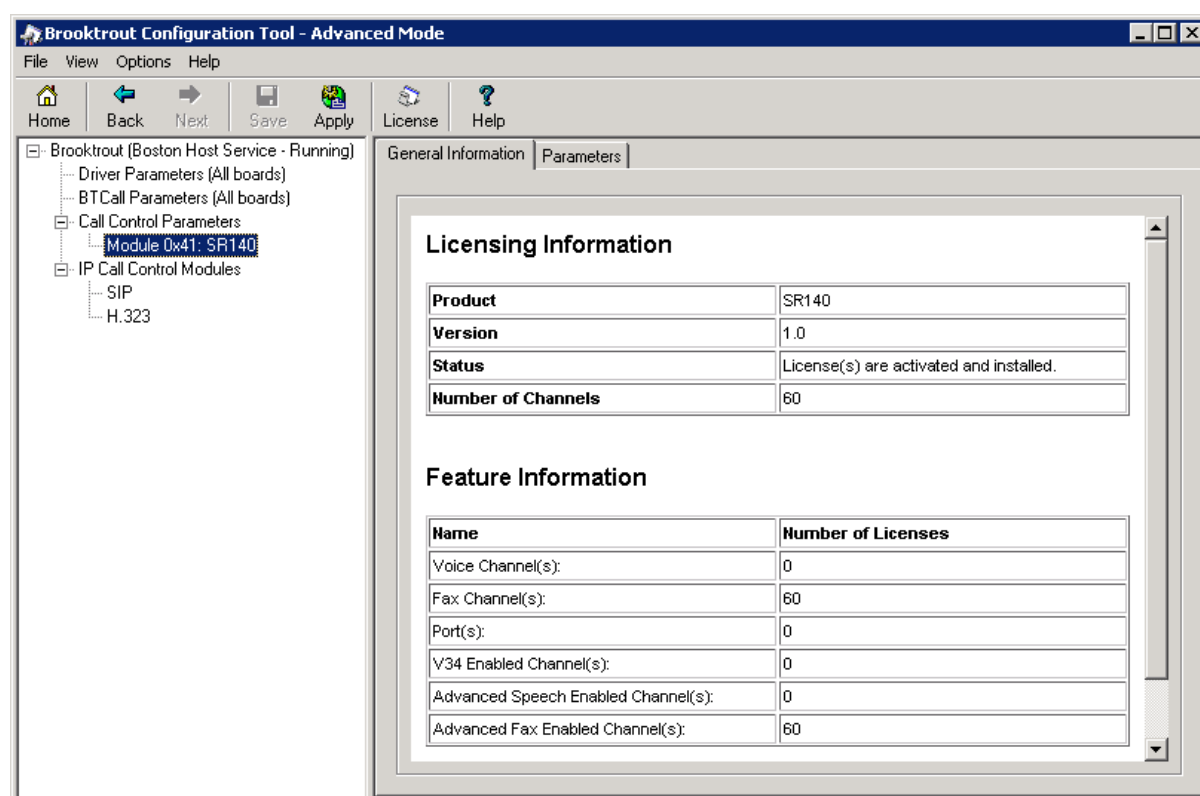 Brooktrout Configuration Tool - Advanced Mode
File View Options Help
Home Back Next Save Apply License Help
Brooktrout (Boston Host Service - Running)
Driver Parameters (All boards)
BTCall Parameters (All boards)
Call Control Parameters
Module 0x41: SR140
IP Call Control Modules
SIP
H.323
General Information Parameters
Licensing Information
Product SR140
Version 1.0
Status License(s) are activated and installed.
Number of Channels 60
Feature Information
Name Number of Licenses
Voice Channel(s): 0
Fax Channel(s): 60
Port(s): 0
V34 Enabled Channel(s): 0
Advanced Speech Enabled Channel(s): 0
Advanced Fax Enabled Channel(s): 60